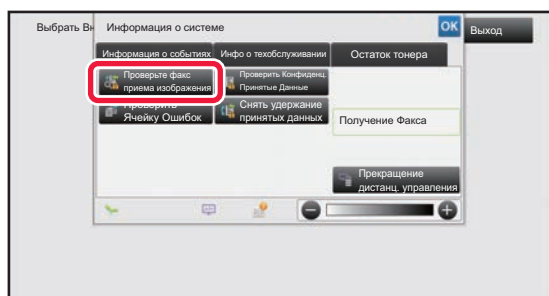 Выбрать Вн
Информация о системе
OK
Выход
Информация о событиях
Инфо о техобслуживании
Остаток тонера
Проверьте факс
приема изображения
Проверить Конфиденц.
Принятые Данные
Проверить
Ячейку Ошибок
Снять удержание
принятых данных
Получение Факса
Прекращение
дистанц. управления